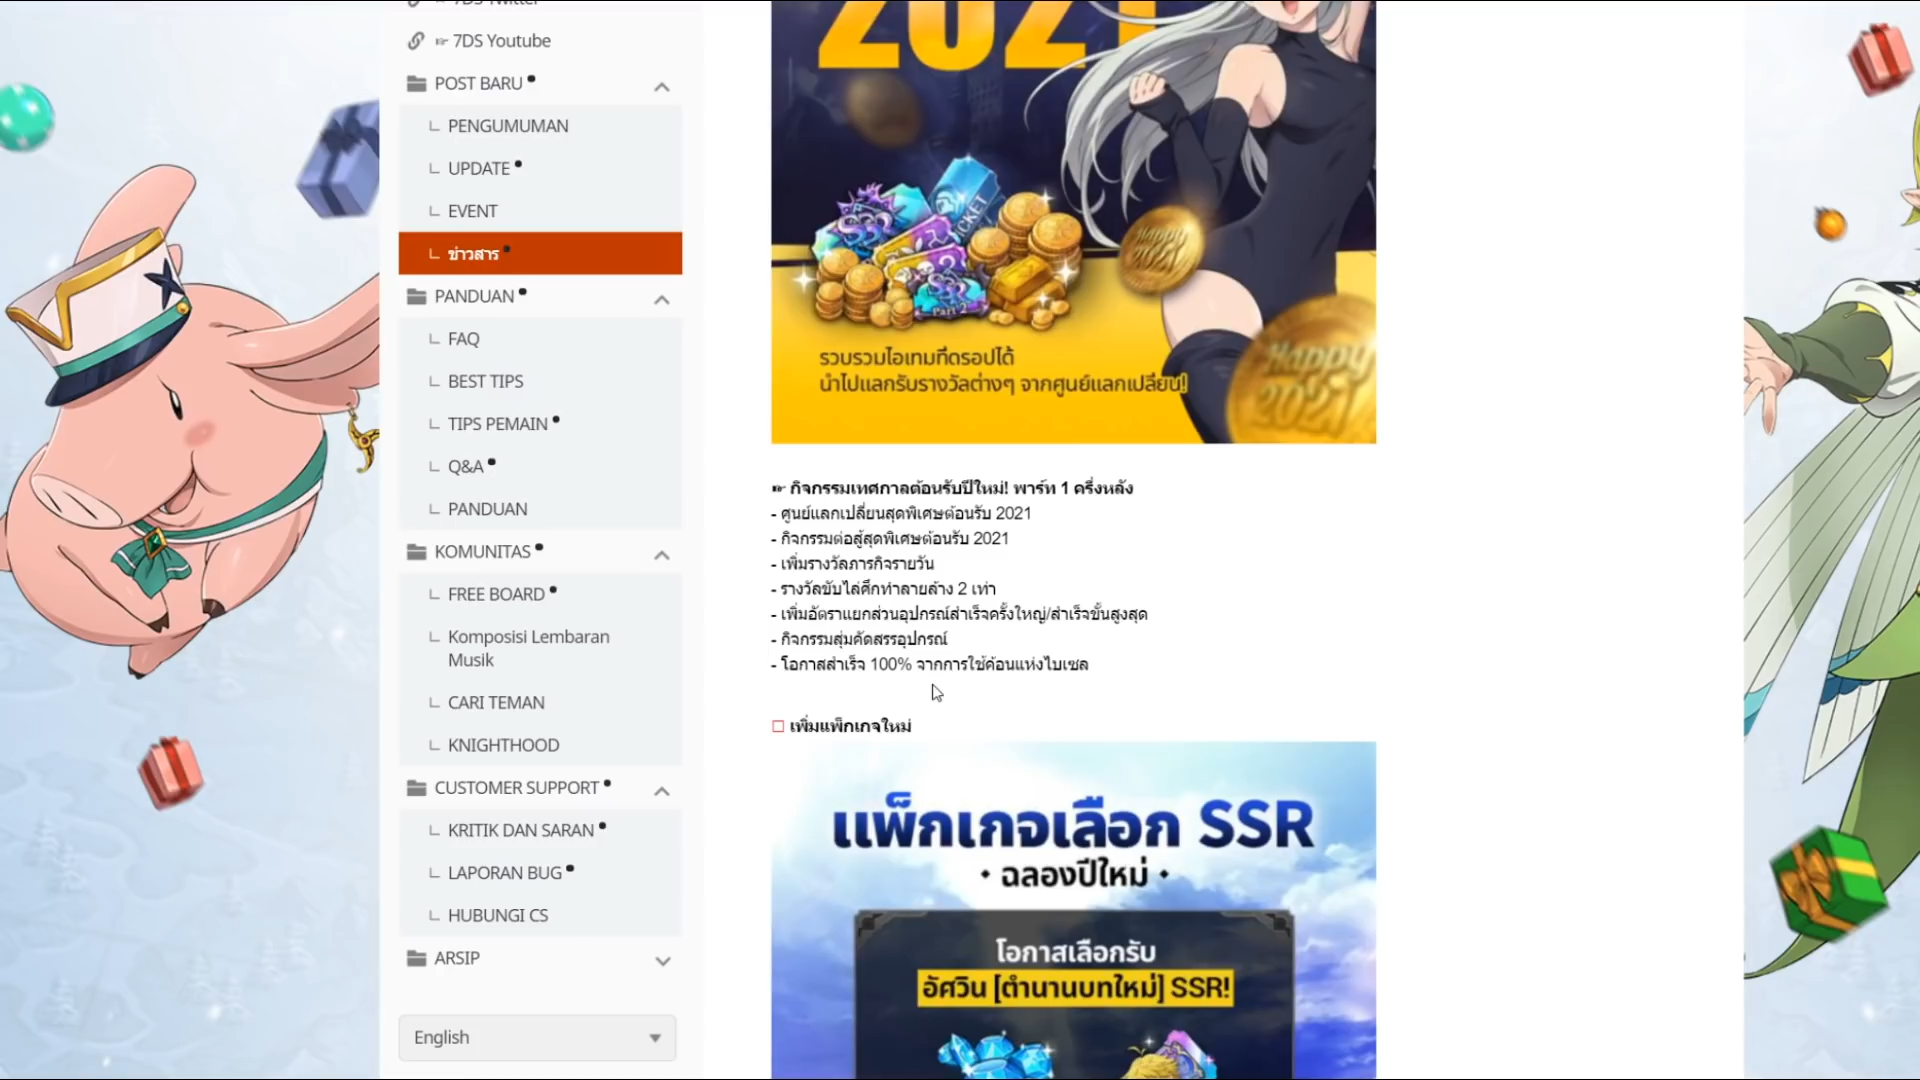 7DS Twitter
☞ 7DS Youtube
POST BARU
PENGUMUMAN
UPDATE
EVENT
ข่าวสาร
PANDUAN
FAQ
BEST TIPS
TIPS PEMAIN
Q&A
PANDUAN
KOMUNITAS
FREE BOARD
Komposisi Lembaran
Musik
CARI TEMAN
KNIGHTHOOD
CUSTOMER SUPPORT
KRITIK DAN SARAN
LAPORAN BUG
HUBUNGI CS
ARSIP
English
2021
TICKET
Happy
2021
Part 2
รวบรวมไอเทมที่ดรอปได้
นำไปแลกรับรางวัลต่างๆ จากศูนย์แลกเปลี่ยน!
Happy
2021
☞ กิจกรรมเทศกาลต้อนรับปีใหม่! พาร์ท 1 ครึ่งหลัง
- ศูนย์แลกเปลี่ยนสุดพิเศษต้อนรับ 2021
- กิจกรรมต่อสู้สุดพิเศษต้อนรับ 2021
- เพิ่มรางวัลภารกิจรายวัน
- รางวัลขับไล่ศึกทำลายล้าง 2 เท่า
- เพิ่มอัตราแยกส่วนอุปกรณ์สำเร็จครั้งใหญ่/สำเร็จขั้นสูงสุด
- กิจกรรมสุ่มคัดสรรอุปกรณ์
- โอกาสสำเร็จ 100% จากการใช้ค้อนแห่งไบเซล
☐ เพิ่มแพ็กเกจใหม่
แพ็กเกจเลือก SSR
• ฉลองปีใหม่ •
โอกาสเลือกรับ
อัศวิน [ตำนานบทใหม่] SSR!